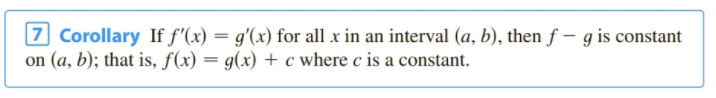 7 Corollary If f′(x) = g′(x) for all x in an interval (a, b), then f − g is constant
on (a, b); that is, f(x) = g(x) + c where c is a constant.